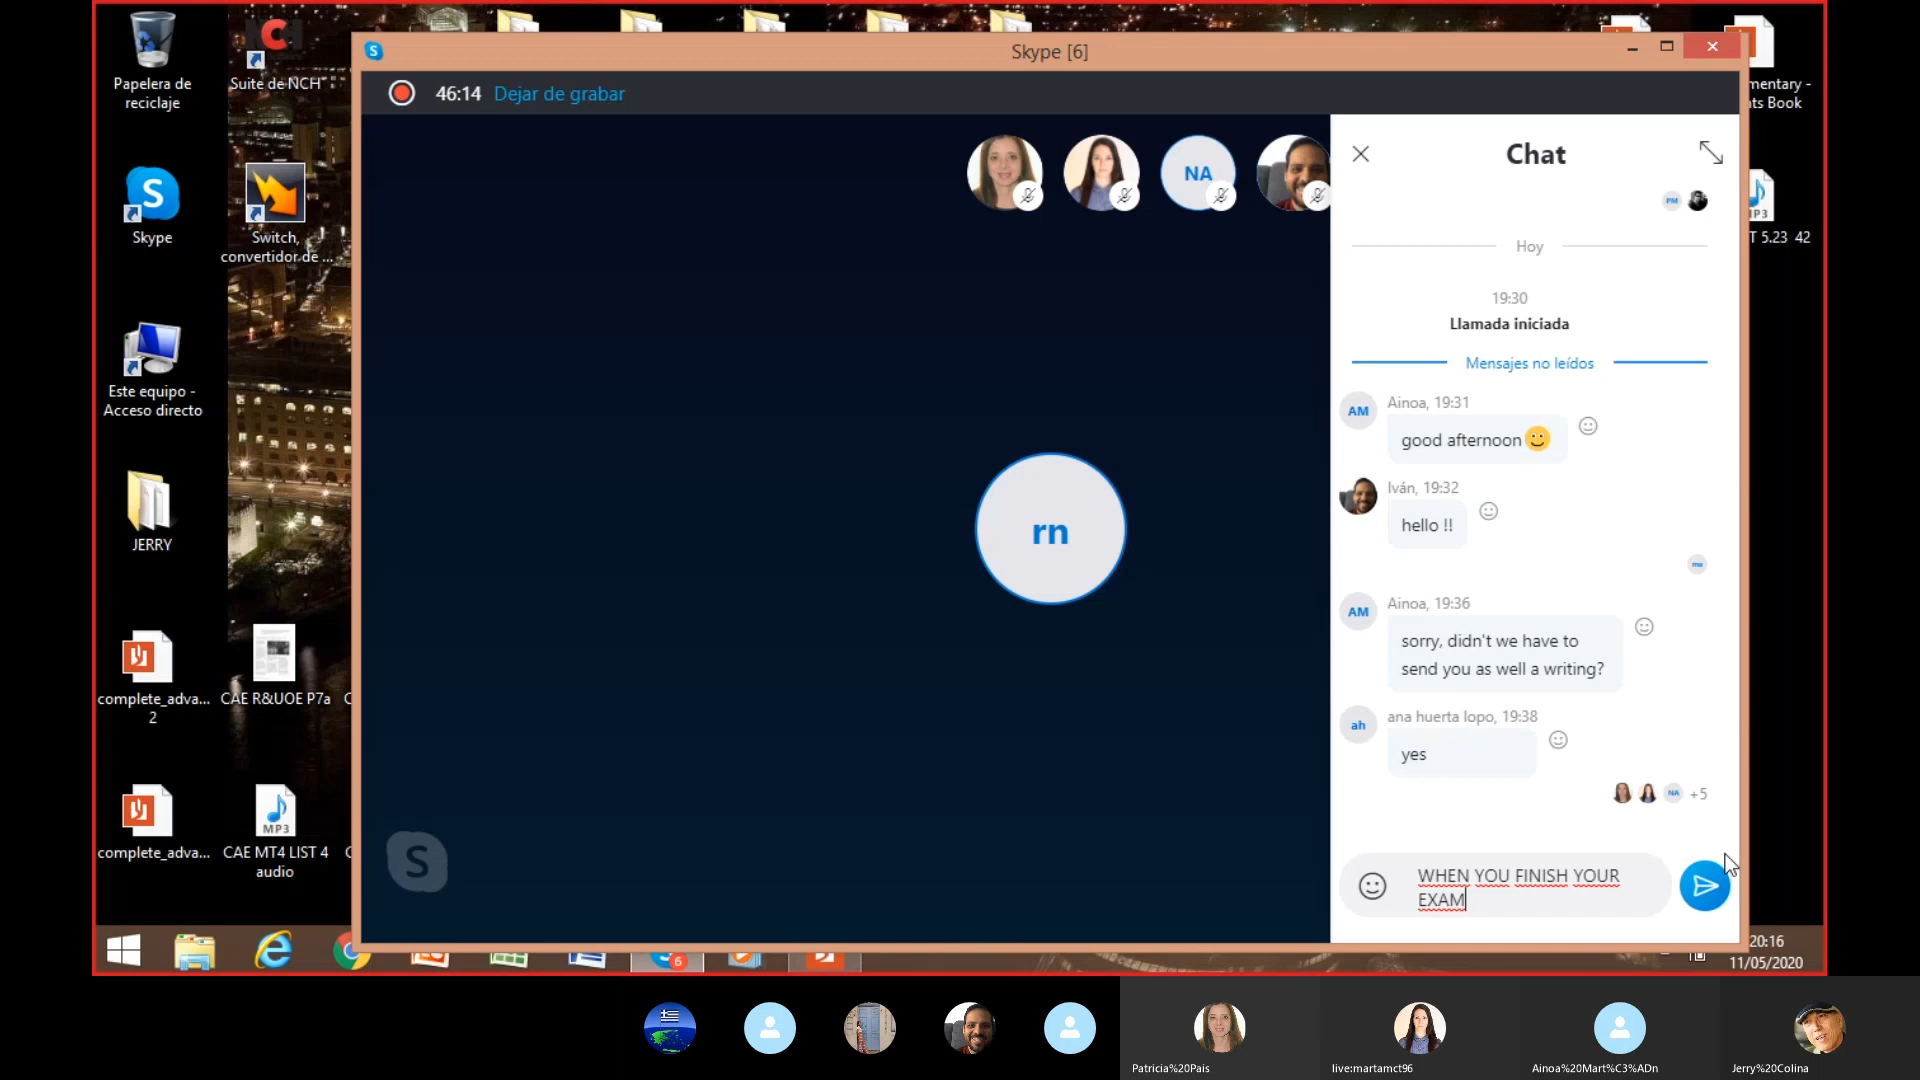 Papelera de
reciclaje
Suite de NCH
Skype
Switch,
convertidor de ...
Este equipo -
Acceso directo
JERRY
complete_adva...
2
CAE R&UOE P7a
complete_adva...
CAE MT4 LIST 4
audio
MP3
Skype [6]
46:14 Dejar de grabar
NA
rn
Chat
PM
Hoy
19:30
Llamada iniciada
Mensajes no leídos
AM
Ainoa, 19:31
good afternoon
Iván, 19:32
hello !!
AM
Ainoa, 19:36
sorry, didn't we have to
send you as well a writing?
ah
ana huerta lopo, 19:38
yes
NA +5
WHEN YOU FINISH YOUR
EXAM
mentary -
ts Book
T 5.23 42
6
20:16
11/05/2020
Patricia%20Pais
live:martamct96
Ainoa%20Mart%C3%ADn
Jerry%20Colina